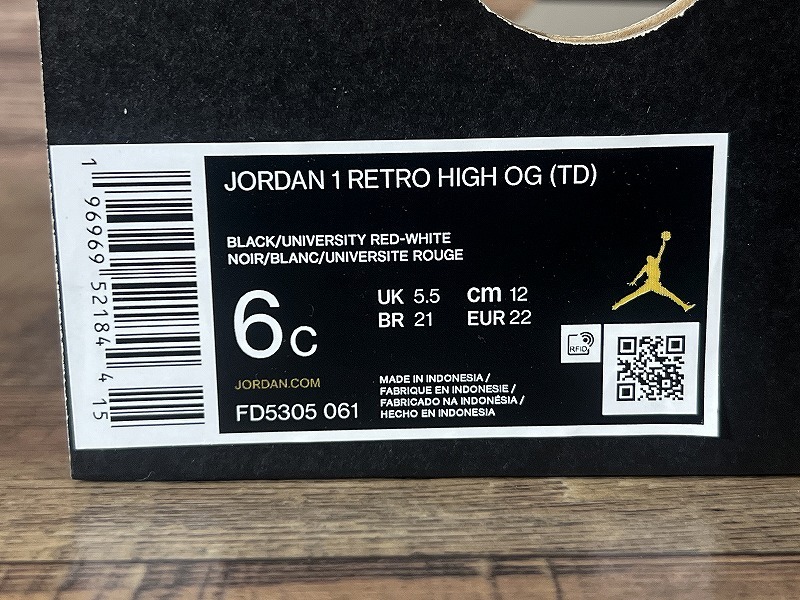 1 96969 52184 4 15
JORDAN 1 RETRO HIGH OG (TD)
BLACK/UNIVERSITY RED-WHITE
NOIR/BLANC/UNIVERSITE ROUGE
6C
UK 5.5 cm 12
BR 21 EUR 22
RFID
JORDAN.COM
FD5305 061
MADE IN INDONESIA /
FABRIQUE EN INDONESIE /
FABRICADO NA INDONÉSIA /
HECHO EN INDONESIA